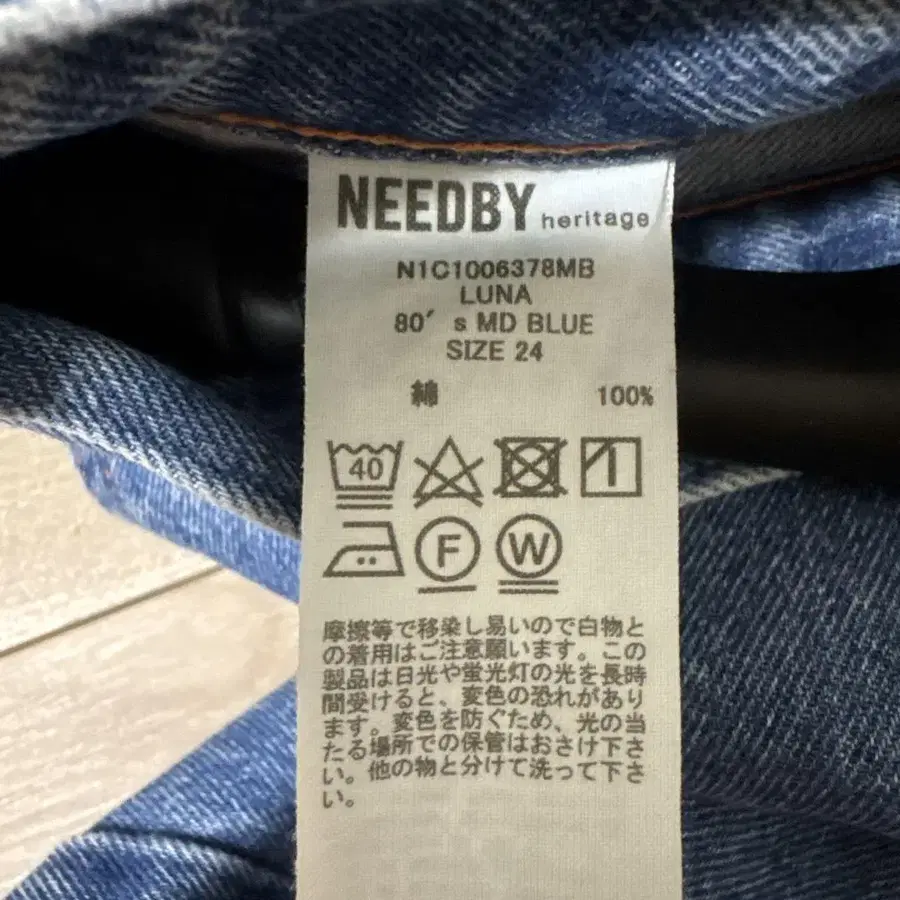 NEEDBY heritage
N1C1006378MB
LUNA
80's MD BLUE
SIZE 24
綿 100%
40
F W
摩擦等で移染し易いので白物と
の着用はご注意願います。この
製品は日光や蛍光灯の光を長時
間受けると、変色の恐れがあり
ます。変色を防ぐため、光の当
たる場所での保管はおさけ下さ
い。他の物と分けて洗って下さ
い。